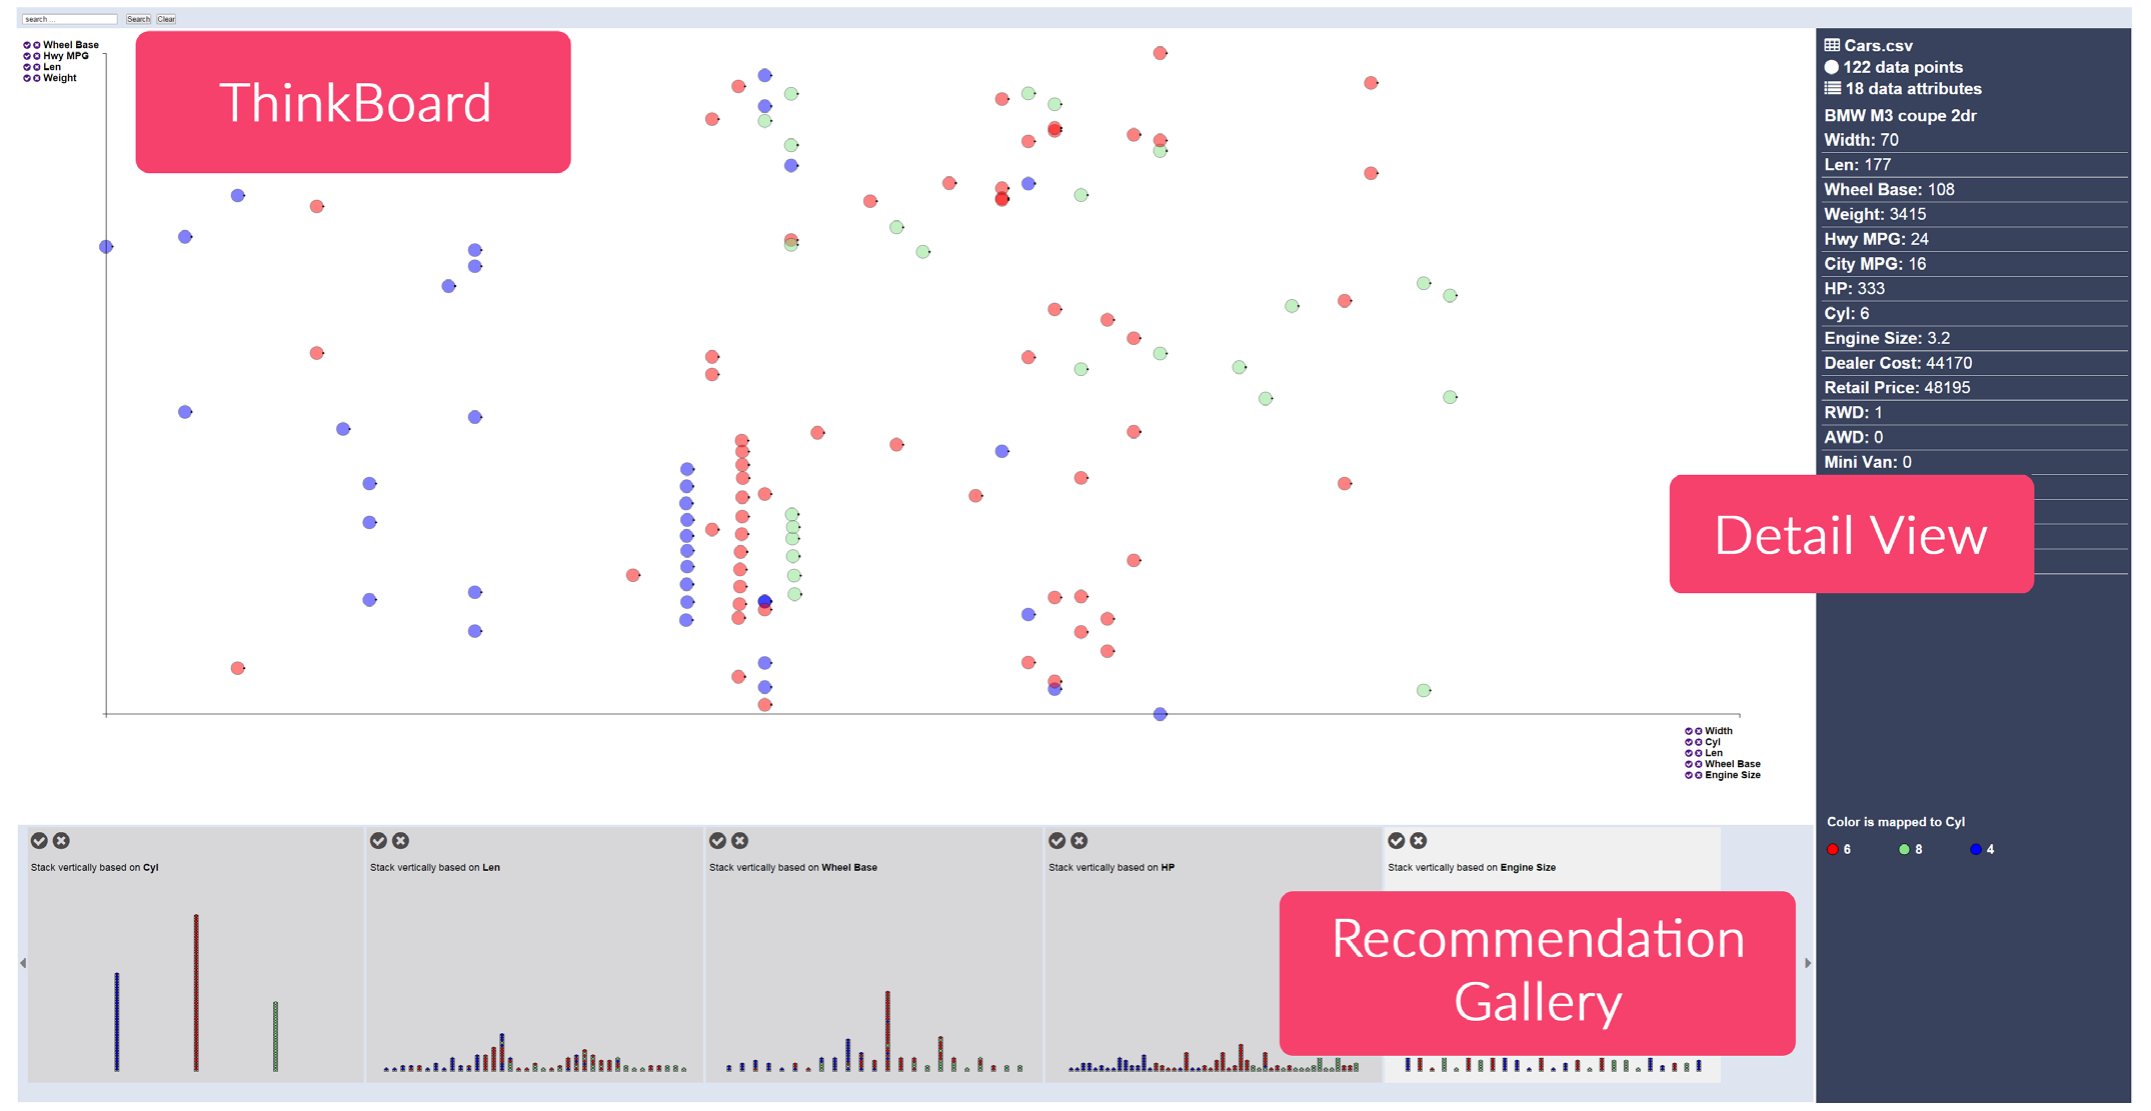 search ...
Search
Clear
Wheel Base
Hwy MPG
Len
Weight
ThinkBoard
Cars.csv
122 data points
18 data attributes
BMW M3 coupe 2dr
Width: 70
Len: 177
Wheel Base: 108
Weight: 3415
Hwy MPG: 24
City MPG: 16
HP: 333
Cyl: 6
Engine Size: 3.2
Dealer Cost: 44170
Retail Price: 48195
RWD: 1
AWD: 0
Mini Van: 0
Detail View
Width
Cyl
Len
Wheel Base
Engine Size
Color is mapped to Cyl
6
8
4
Stack vertically based on Cyl
Stack vertically based on Len
Stack vertically based on Wheel Base
Stack vertically based on HP
Stack vertically based on Engine Size
Recommendation
Gallery